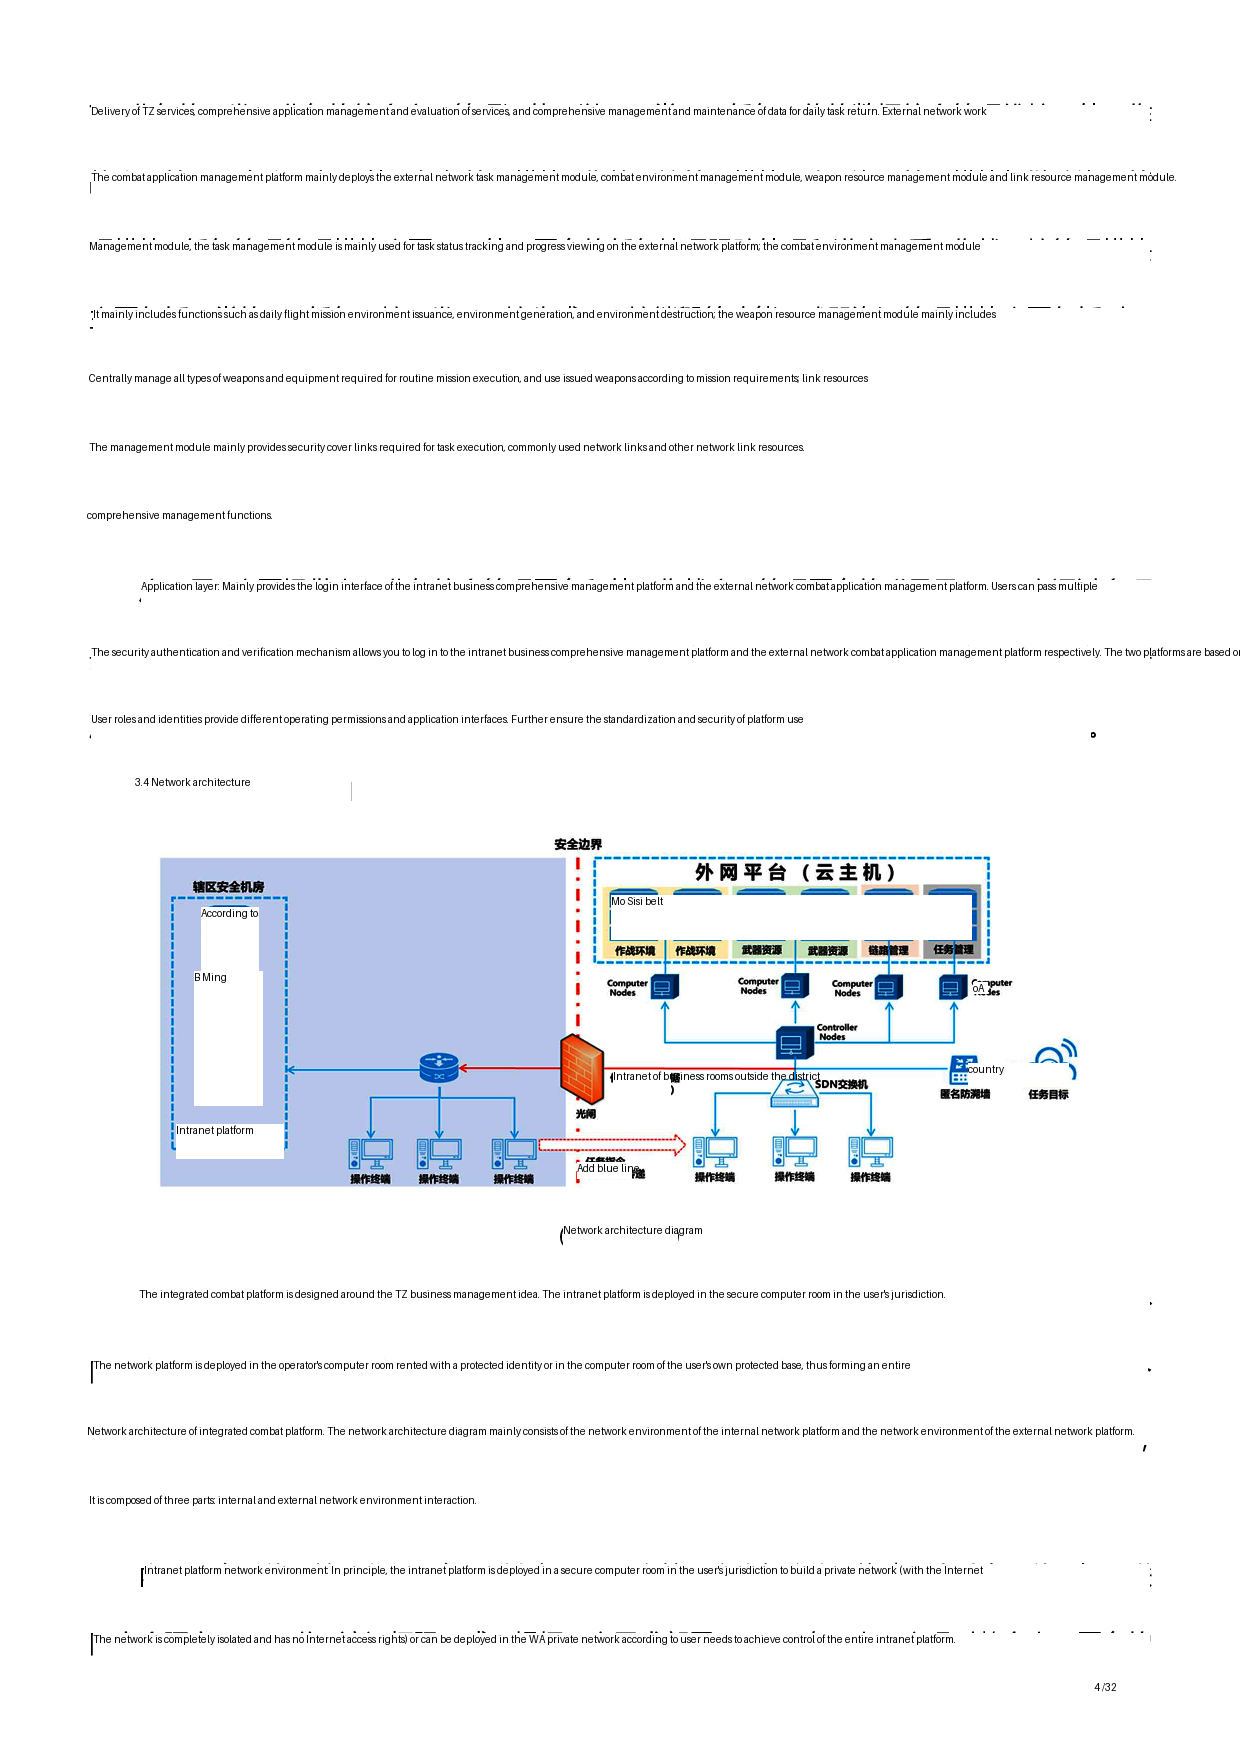 Delivery of TZ services, comprehensive application management and evaluation of services, and comprehensive management and maintenance of data for daily task return. External network work
The combat application management platform mainly deploys the external network task management module, combat environment management module, weapon resource management module and link resource management module.
Management module, the task management module is mainly used for task status tracking and progress viewing on the external network platform; the combat environment management module
It mainly includes functions such as daily flight mission environment issuance, environment generation, and environment destruction; the weapon resource management module mainly includes
Centrally manage all types of weapons and equipment required for routine mission execution, and use issued weapons according to mission requirements; link resources
The management module mainly provides security cover links required for task execution, commonly used network links and other network link resources.
comprehensive management functions.
Application layer: Mainly provides the login interface of the intranet business comprehensive management platform and the external network combat application management platform. Users can pass multiple
The security authentication and verification mechanism allows you to log in to the intranet business comprehensive management platform and the external network combat application management platform respectively. The two platforms are based on
User roles and identities provide different operating permissions and application interfaces. Further ensure the standardization and security of platform use
。
3.4 Network architecture
安全边界
外网平台（云主机）
辖区安全机房
Mo Sisi belt
According to
作战环境 作战环境 武器资源 武器资源 链路管理 任务管理
B Ming
Computer Nodes
Computer Nodes
Computer Nodes
oA
Controller Nodes
Intranet of business rooms outside the district
country
SDN交换机
匿名防溯墙
任务目标
光闸
Intranet platform
Add blue line
操作终端 操作终端 操作终端 操作终端 操作终端 操作终端
(Network architecture diagram
The integrated combat platform is designed around the TZ business management idea. The intranet platform is deployed in the secure computer room in the user's jurisdiction.
The network platform is deployed in the operator's computer room rented with a protected identity or in the computer room of the user's own protected base, thus forming an entire
Network architecture of integrated combat platform. The network architecture diagram mainly consists of the network environment of the internal network platform and the network environment of the external network platform.
It is composed of three parts: internal and external network environment interaction.
Intranet platform network environment: In principle, the intranet platform is deployed in a secure computer room in the user's jurisdiction to build a private network (with the Internet
The network is completely isolated and has no Internet access rights) or can be deployed in the WA private network according to user needs to achieve control of the entire intranet platform.
4 /32